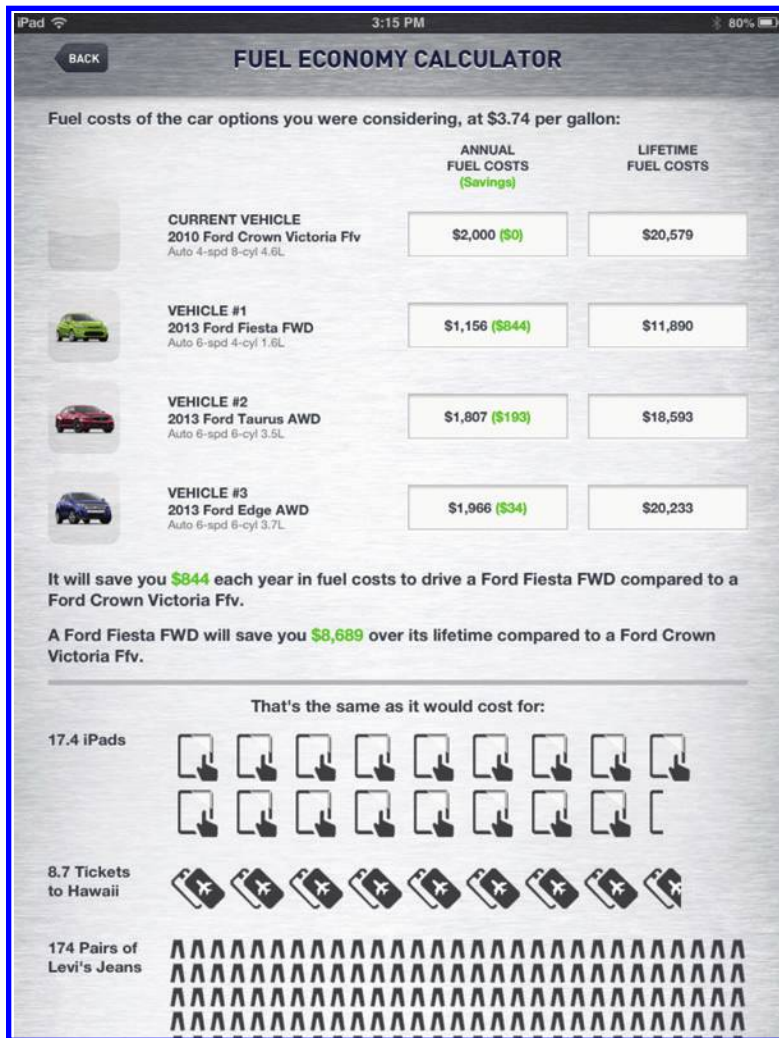 iPad 3:15 PM 80%
BACK FUEL ECONOMY CALCULATOR
Fuel costs of the car options you were considering, at $3.74 per gallon:
ANNUAL
FUEL COSTS
(Savings)
LIFETIME
FUEL COSTS
CURRENT VEHICLE
2010 Ford Crown Victoria Ffv
Auto 4-spd 8-cyl 4.6L
$2,000 ($0)
$20,579
VEHICLE #1
2013 Ford Fiesta FWD
Auto 6-spd 4-cyl 1.6L
$1,156 ($844)
$11,890
VEHICLE #2
2013 Ford Taurus AWD
Auto 6-spd 6-cyl 3.5L
$1,807 ($193)
$18,593
VEHICLE #3
2013 Ford Edge AWD
Auto 6-spd 6-cyl 3.7L
$1,966 ($34)
$20,233
It will save you $844 each year in fuel costs to drive a Ford Fiesta FWD compared to a
Ford Crown Victoria Ffv.
A Ford Fiesta FWD will save you $8,689 over its lifetime compared to a Ford Crown
Victoria Ffv.
That's the same as it would cost for:
17.4 iPads
8.7 Tickets
to Hawaii
174 Pairs of
Levi's Jeans